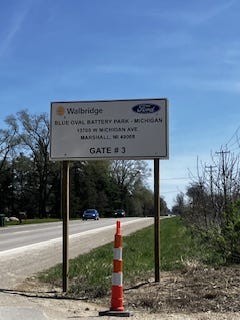 Walbridge Ford
BLUE OVAL BATTERY PARK - MICHIGAN
13705 W MICHIGAN AVE.
MARSHALL, MI 49068
GATE # 3